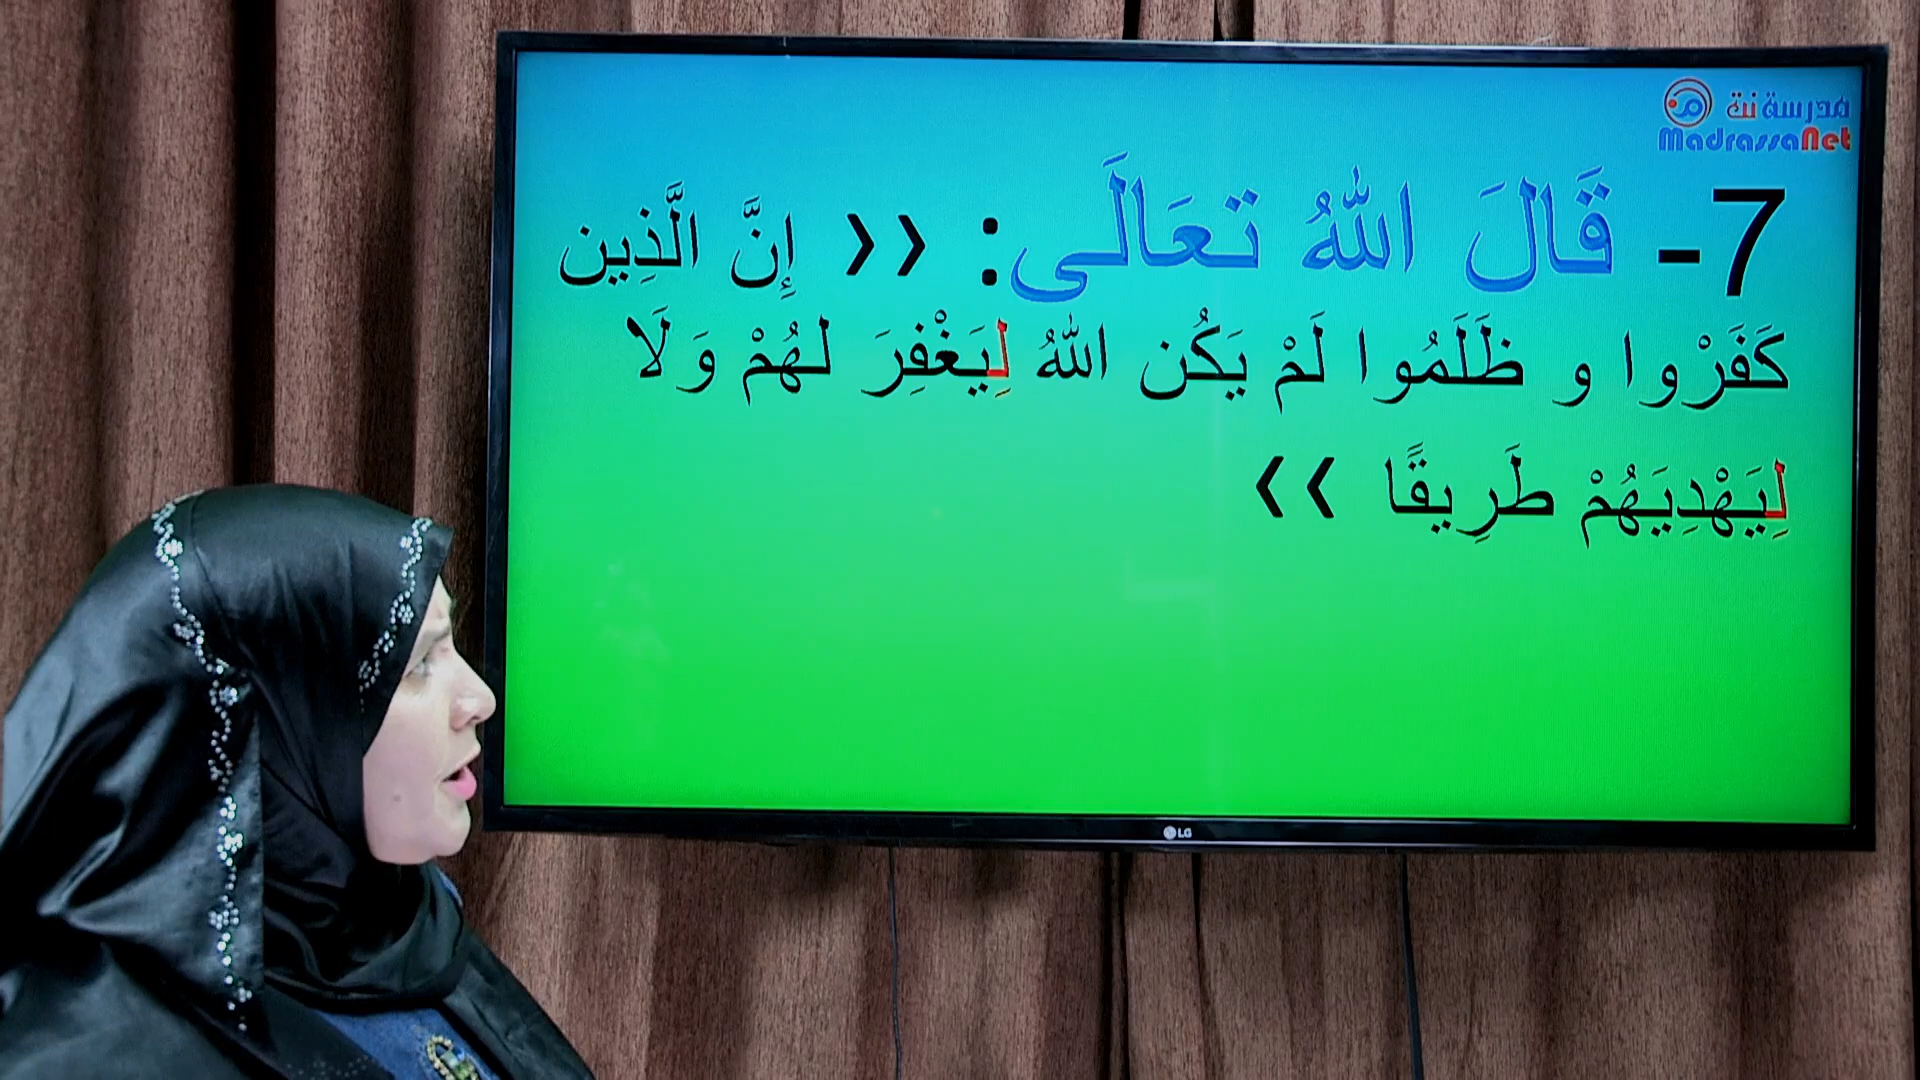 مدرسة نت
MadrassaNet
7- قَالَ اللهُ تعَالَى: << إِنَّ الَّذِين
كَفَرْوا و ظَلَمُوا لَمْ يَكُن اللهُ لِيَغْفِرَ لهُمْ وَلَا
لِيَهْدِيَهُمْ طَرِيقًا >>
LG